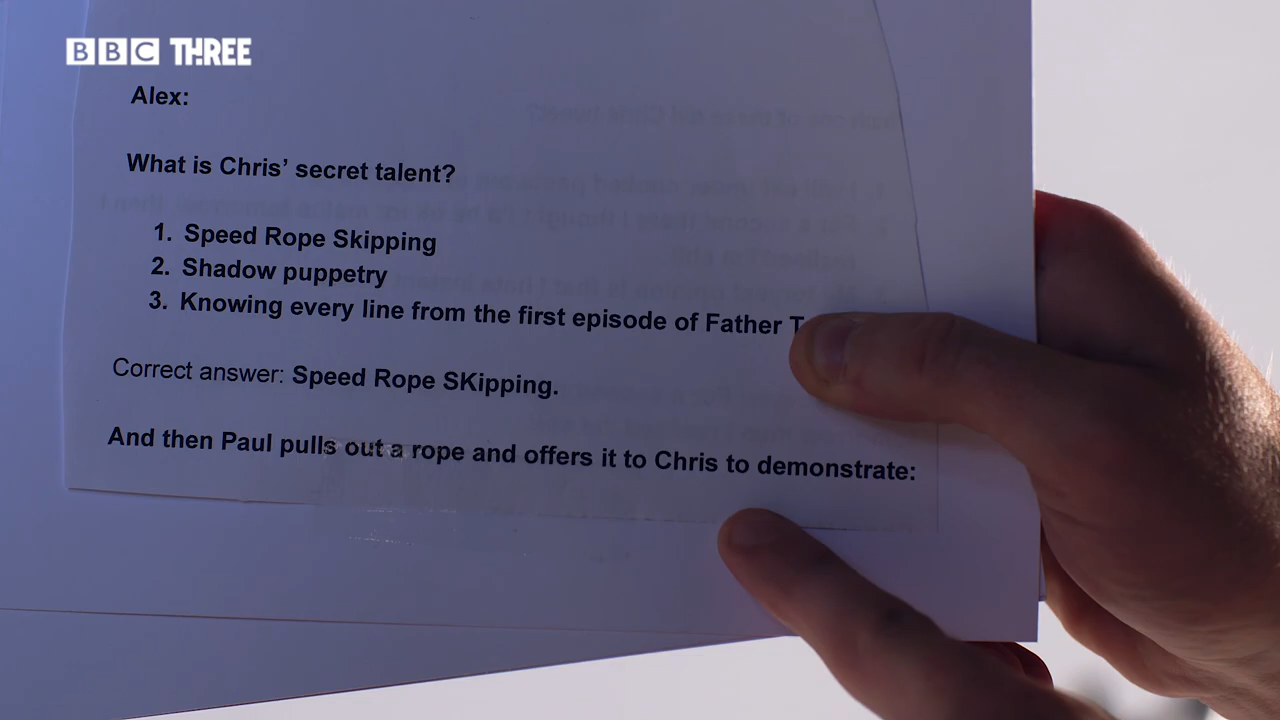 BBC THREE
Alex:
What is Chris’ secret talent?
1. Speed Rope Skipping
2. Shadow puppetry
3. Knowing every line from the first episode of Father T
Correct answer: Speed Rope SKipping.
And then Paul pulls out a rope and offers it to Chris to demonstrate: